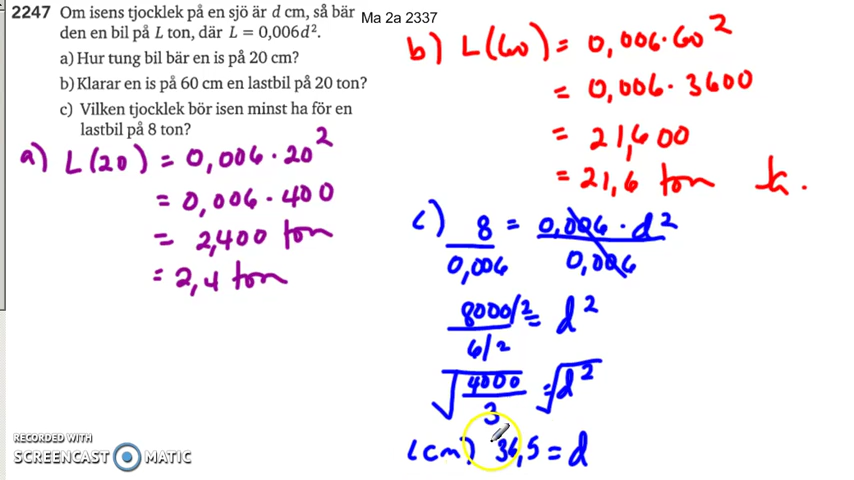 2247 Om isens tjocklek på en sjö är d cm, så bär
den en bil på L ton, där L = 0,006d².
a) Hur tung bil bär en is på 20 cm?
b) Klarar en is på 60 cm en lastbil på 20 ton?
c) Vilken tjocklek bör isen minst ha för en
lastbil på 8 ton?
Ma 2a 2337
a) L(20) = 0,006·20²
= 0,006·400
= 2,400 ton
= 2,4 ton
b) L(60) = 0,006·60²
= 0,006·3600
= 21,600
= 21,6 ton
c) 8 = 0,006·d²
0,006 0,006
8000/2 = d²
6/2
√4000 = √d²
3
(cm) 36,5 = d
RECORDED WITH
SCREENCAST MATIC